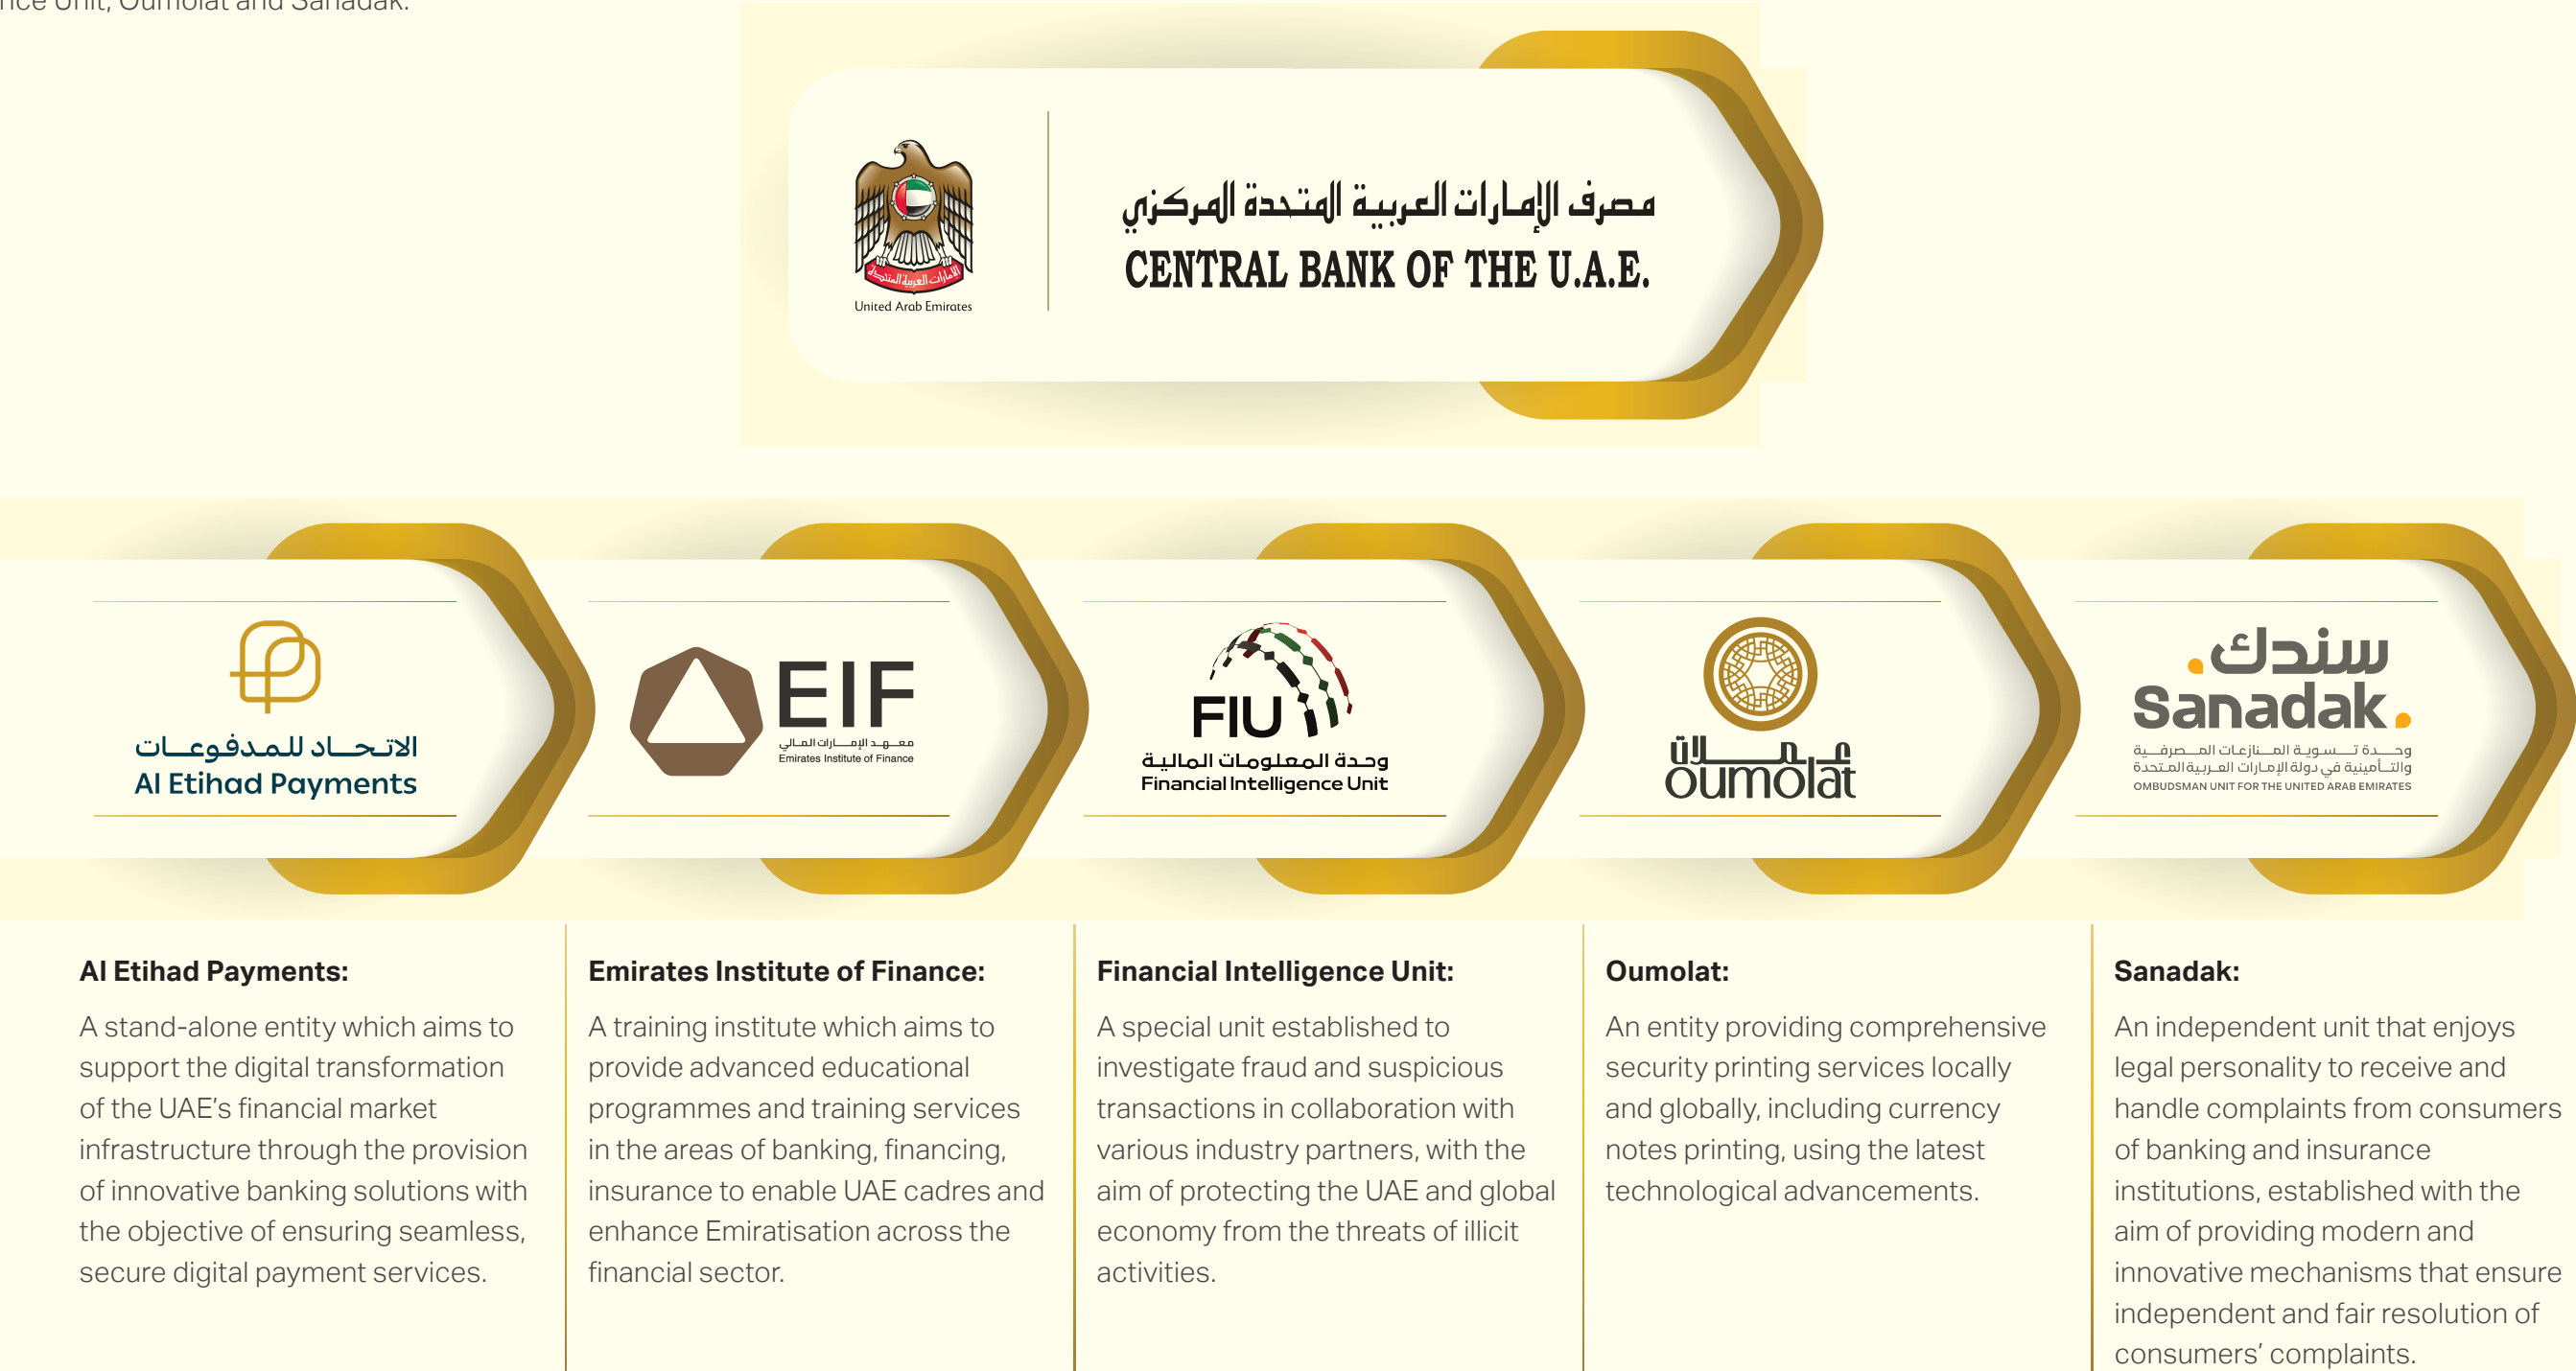 nce Unit, Oumolat and Sanadak.
الإمارات العربية المتحدة
United Arab Emirates
مصرف الإمارات العربية المتحدة المركزي
CENTRAL BANK OF THE U.A.E.
الاتحاد للمدفوعات
Al Etihad Payments
EIF
معهد الإمارات المالي
Emirates Institute of Finance
FIU
وحدة المعلومات المالية
Financial Intelligence Unit
عملات
oumolat
سندك.
Sanadak.
وحدة تسوية المنازعات المصرفية
والتأمينية في دولة الإمارات العربية المتحدة
OMBUDSMAN UNIT FOR THE UNITED ARAB EMIRATES
Al Etihad Payments:
A stand-alone entity which aims to
support the digital transformation
of the UAE’s financial market
infrastructure through the provision
of innovative banking solutions with
the objective of ensuring seamless,
secure digital payment services.
Emirates Institute of Finance:
A training institute which aims to
provide advanced educational
programmes and training services
in the areas of banking, financing,
insurance to enable UAE cadres and
enhance Emiratisation across the
financial sector.
Financial Intelligence Unit:
A special unit established to
investigate fraud and suspicious
transactions in collaboration with
various industry partners, with the
aim of protecting the UAE and global
economy from the threats of illicit
activities.
Oumolat:
An entity providing comprehensive
security printing services locally
and globally, including currency
notes printing, using the latest
technological advancements.
Sanadak:
An independent unit that enjoys
legal personality to receive and
handle complaints from consumers
of banking and insurance
institutions, established with the
aim of providing modern and
innovative mechanisms that ensure
independent and fair resolution of
consumers’ complaints.